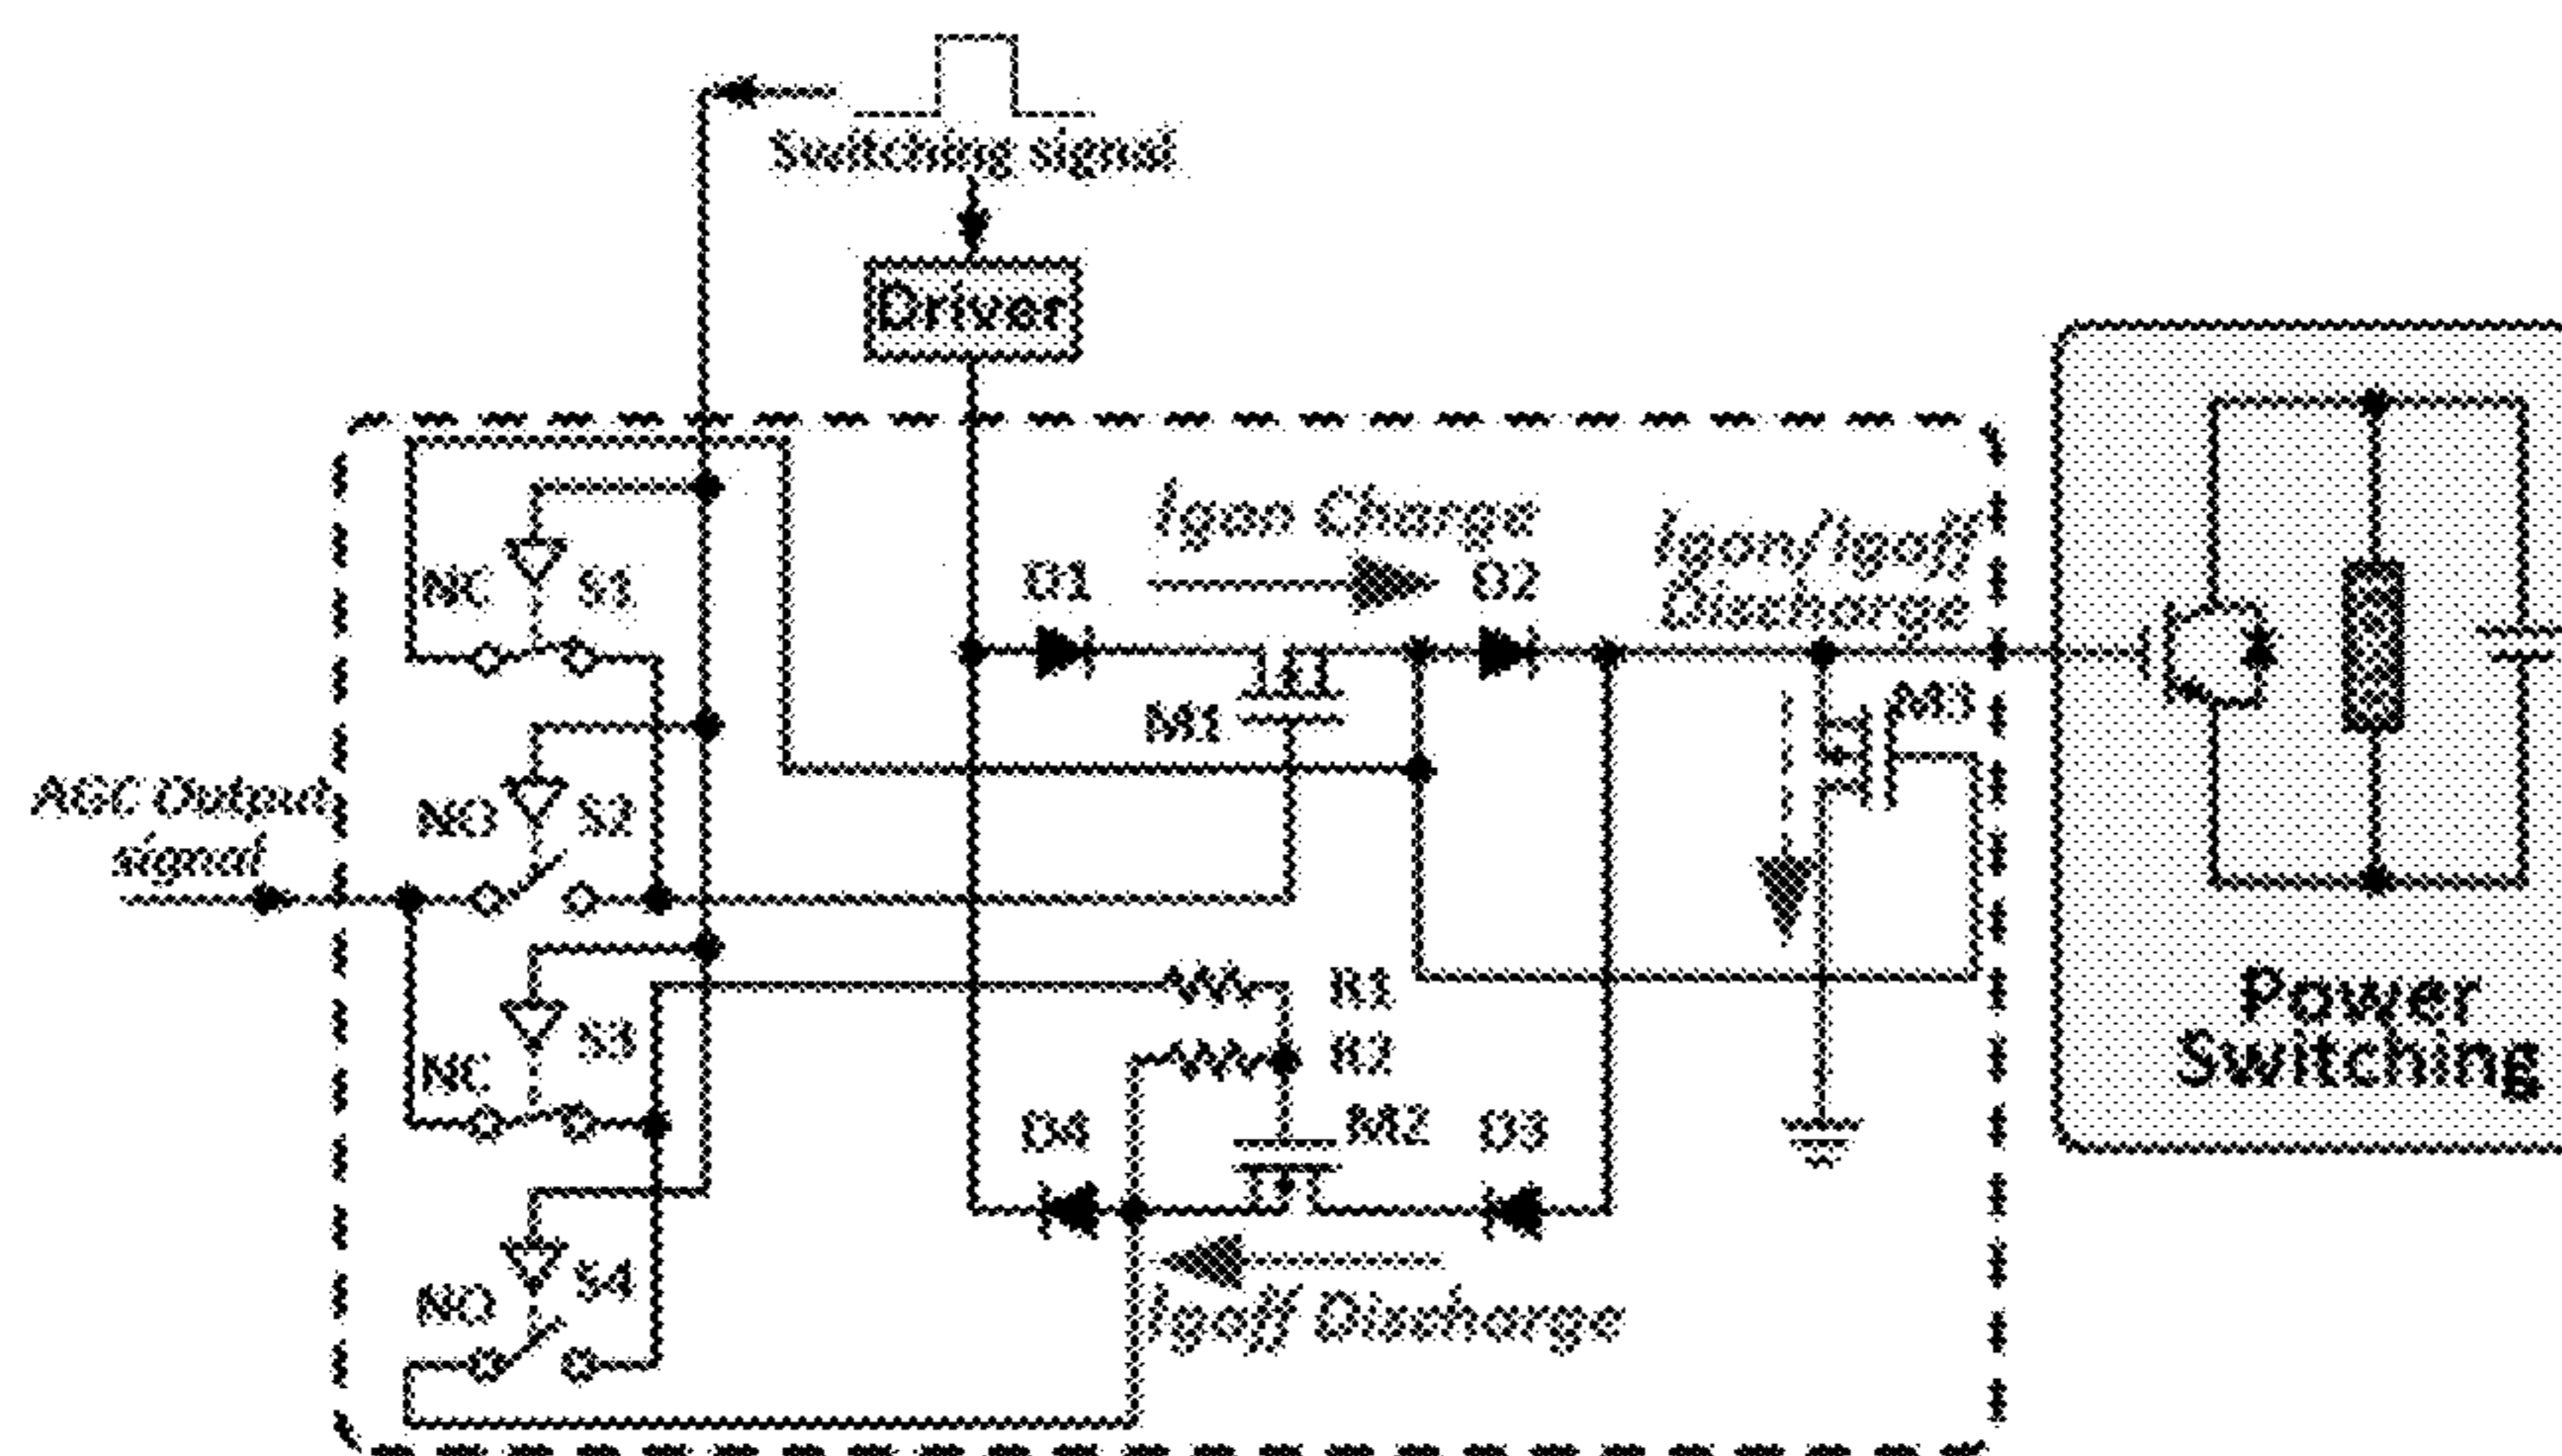 Switching signal
Driver
Igon Charge
Igon/Igoff
Discharge
D1
D2
NC
S1
M1
M3
AGC Output
signal
NO
S2
R1
R2
NC
S3
D4
M2
D3
NO
S4
Igoff Discharge
Power
Switching